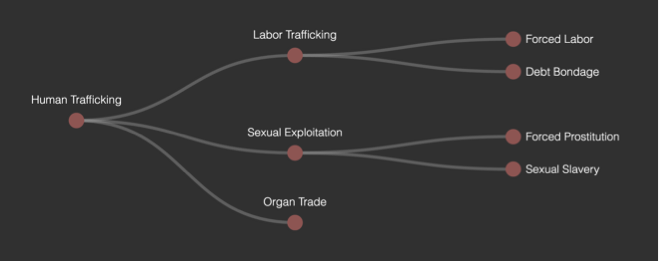 Human Trafficking
Labor Trafficking
Forced Labor
Debt Bondage
Sexual Exploitation
Forced Prostitution
Sexual Slavery
Organ Trade